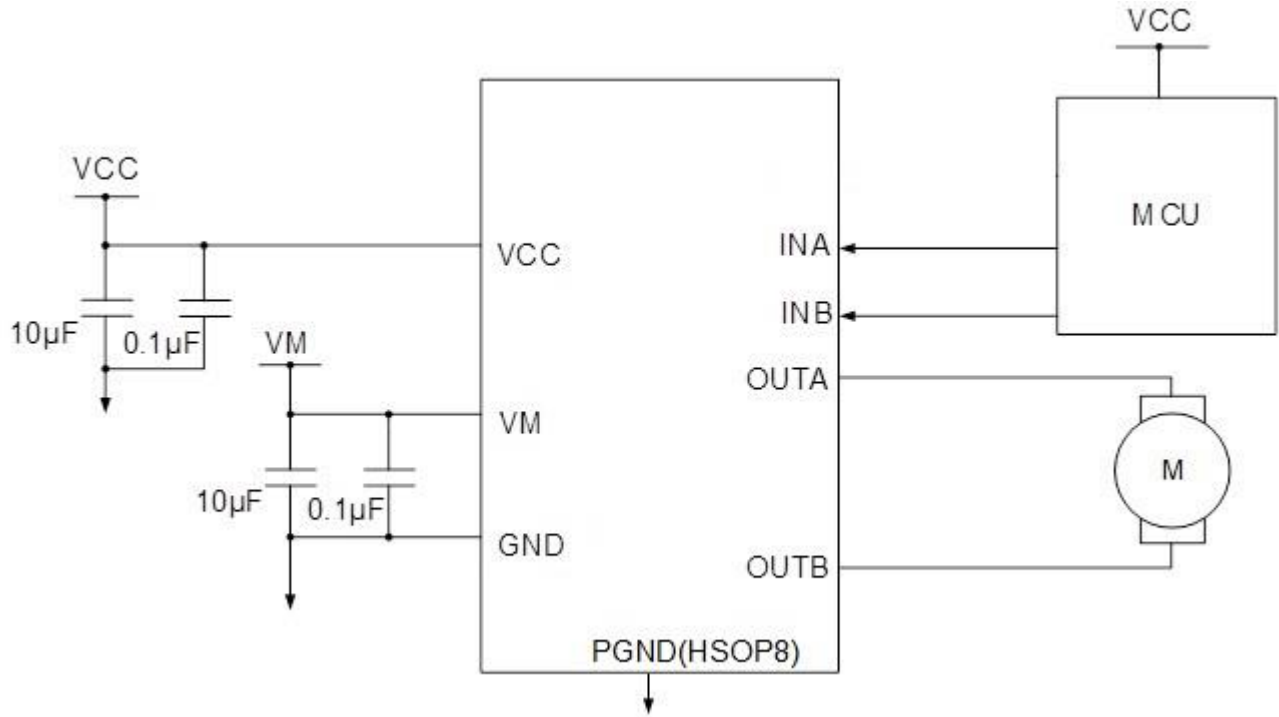 VCC
VCC
MCU
VCC
INA
10µF
0.1µF
INB
VM
OUTA
VM
M
10µF
0.1µF
GND
OUTB
PGND(HSOP8)